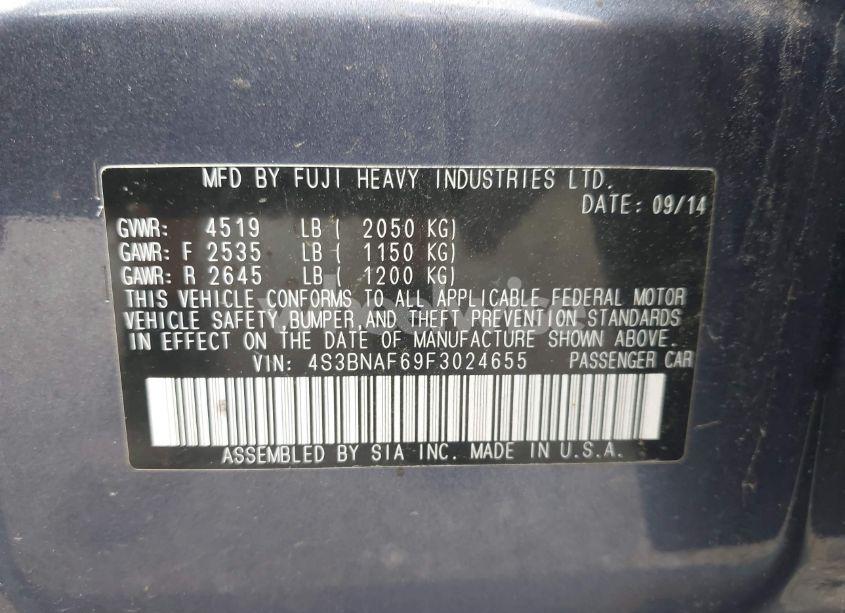 MFD BY FUJI HEAVY INDUSTRIES LTD.
DATE: 09/14
GVWR: 4519 LB ( 2050 KG)
GAWR: F 2535 LB ( 1150 KG)
GAWR: R 2645 LB ( 1200 KG)
THIS VEHICLE CONFORMS TO ALL APPLICABLE FEDERAL MOTOR
VEHICLE SAFETY,BUMPER,AND THEFT PREVENTION STANDARDS
IN EFFECT ON THE DATE OF MANUFACTURE SHOWN ABOVE.
VIN: 4S3BNAF69F3024655 PASSENGER CAR
ASSEMBLED BY SIA INC. MADE IN U.S.A.